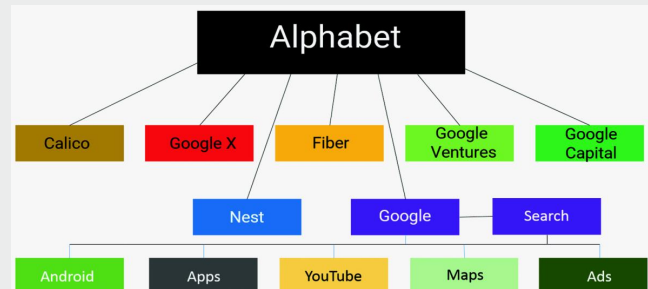 Alphabet
Calico
Google X
Fiber
Google
Ventures
Google
Capital
Nest
Google
Search
Android
Apps
YouTube
Maps
Ads